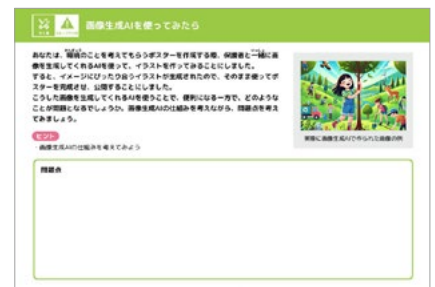 画像生成AIを使ってみたら
あなたは、環境のことを考えてもらうポスターを作成する際、保護者と一緒に画
像を生成してくれるAIを使って、イラストを作ってみることにしました。
すると、イメージにぴったり合うイラストが生成されたので、そのまま使ってポ
スターを完成させ、公開することにしました。
こうした画像を生成してくれるAIを使うことで、便利になる一方で、どのような
ことが問題となるでしょうか。画像生成AIの仕組みを考えながら、問題点を考え
てみましょう。
実際に画像生成AIで作られた画像の例
ヒント
・画像生成AIの仕組みを考えてみよう
問題点